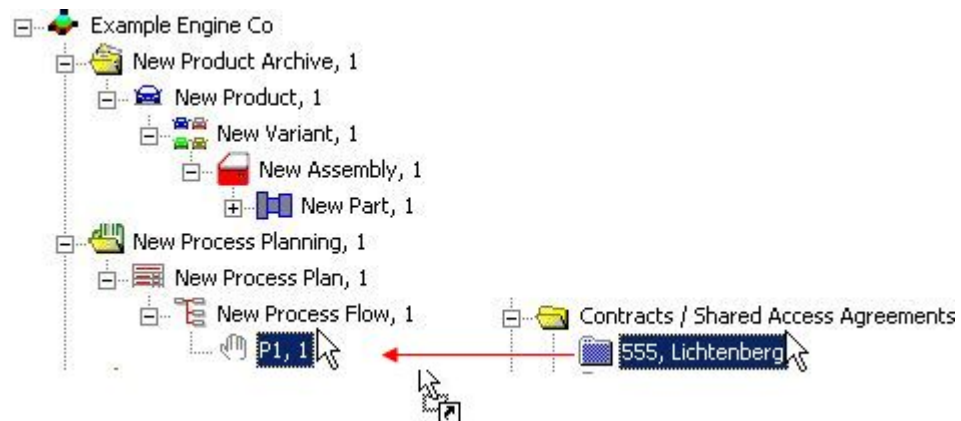 Example Engine Co
New Product Archive, 1
New Product, 1
New Variant, 1
New Assembly, 1
New Part, 1
New Process Planning, 1
New Process Plan, 1
New Process Flow, 1
P1, 1
Contracts / Shared Access Agreements
555, Lichtenberg